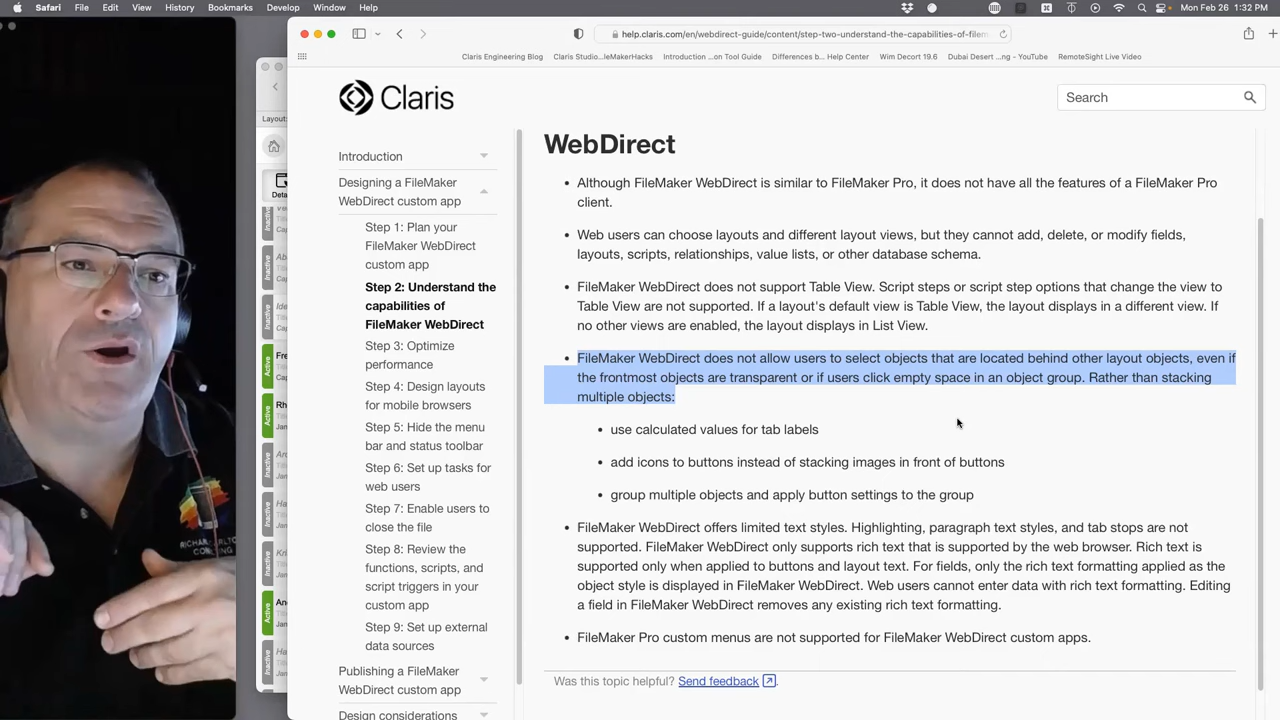 Safari File Edit View History Bookmarks Develop Window Help
Mon Feb 26 1:32 PM
help.claris.com/en/webdirect-guide/content/step-two-understand-the-capabilities-of-filem
Claris Engineering Blog Claris Studio...leMakerHacks Introduction ...on Tool Guide Differences b... Help Center Wim Decort 19.6 Dubai Desert ...ng - YouTube RemoteSight Live Video
Claris
Search
Layout:
Deta
Inactive
Inactive
Inactive
Active
Active
Inactive
Inactive
Inactive
Active
Inactive
Introduction
Designing a FileMaker
WebDirect custom app
Step 1: Plan your
FileMaker WebDirect
custom app
Step 2: Understand the
capabilities of
FileMaker WebDirect
Step 3: Optimize
performance
Step 4: Design layouts
for mobile browsers
Step 5: Hide the menu
bar and status toolbar
Step 6: Set up tasks for
web users
Step 7: Enable users to
close the file
Step 8: Review the
functions, scripts, and
script triggers in your
custom app
Step 9: Set up external
data sources
Publishing a FileMaker
WebDirect custom app
Design considerations
WebDirect
• Although FileMaker WebDirect is similar to FileMaker Pro, it does not have all the features of a FileMaker Pro
client.
• Web users can choose layouts and different layout views, but they cannot add, delete, or modify fields,
layouts, scripts, relationships, value lists, or other database schema.
• FileMaker WebDirect does not support Table View. Script steps or script step options that change the view to
Table View are not supported. If a layout's default view is Table View, the layout displays in a different view. If
no other views are enabled, the layout displays in List View.
• FileMaker WebDirect does not allow users to select objects that are located behind other layout objects, even if
the frontmost objects are transparent or if users click empty space in an object group. Rather than stacking
multiple objects:
• use calculated values for tab labels
• add icons to buttons instead of stacking images in front of buttons
• group multiple objects and apply button settings to the group
• FileMaker WebDirect offers limited text styles. Highlighting, paragraph text styles, and tab stops are not
supported. FileMaker WebDirect only supports rich text that is supported by the web browser. Rich text is
supported only when applied to buttons and layout text. For fields, only the rich text formatting applied as the
object style is displayed in FileMaker WebDirect. Web users cannot enter data with rich text formatting. Editing
a field in FileMaker WebDirect removes any existing rich text formatting.
• FileMaker Pro custom menus are not supported for FileMaker WebDirect custom apps.
Was this topic helpful? Send feedback.